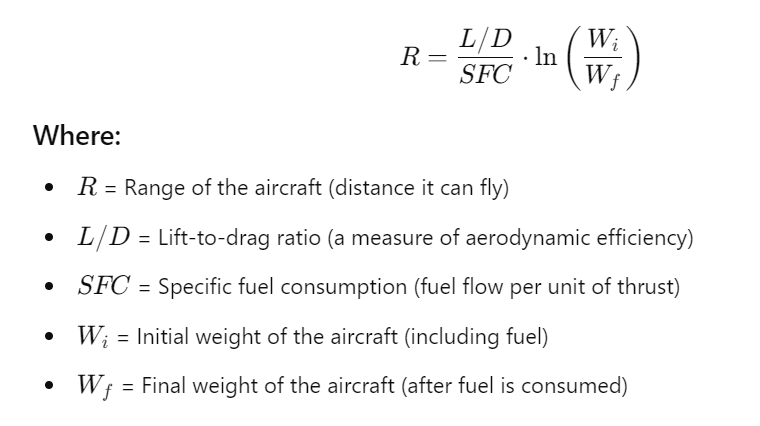 R = \frac{L/D}{SFC} \cdot \ln \left( \frac{W_i}{W_f} \right)
Where:
• R = Range of the aircraft (distance it can fly)
• L/D = Lift-to-drag ratio (a measure of aerodynamic efficiency)
• SFC = Specific fuel consumption (fuel flow per unit of thrust)
• W_i = Initial weight of the aircraft (including fuel)
• W_f = Final weight of the aircraft (after fuel is consumed)